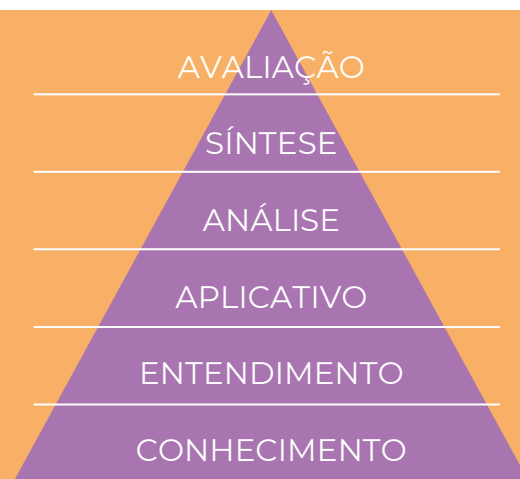 AVALIAÇÃO
SÍNTESE
ANÁLISE
APLICATIVO
ENTENDIMENTO
CONHECIMENTO